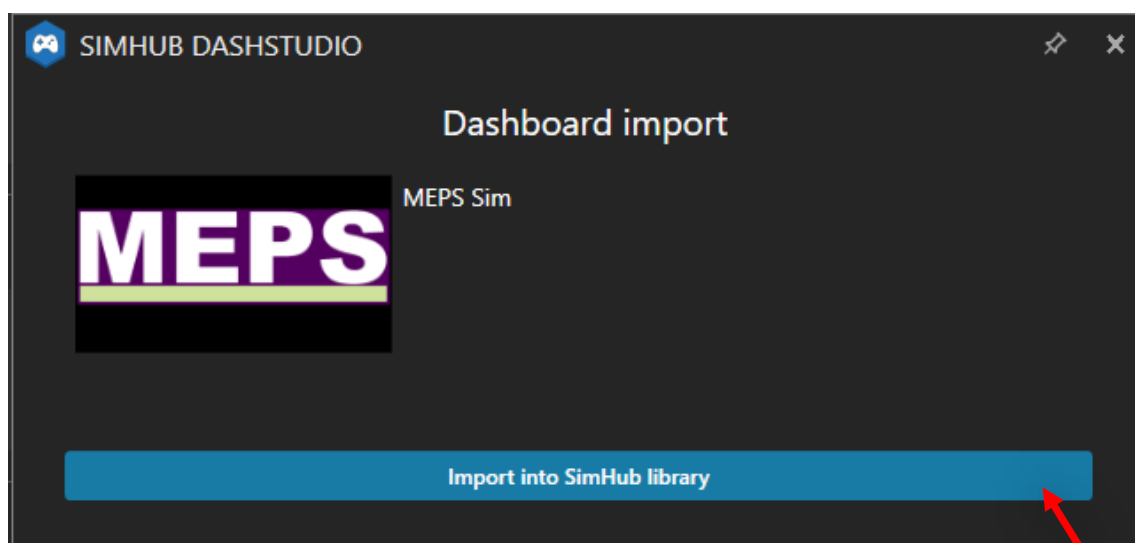 SIMHUB DASHSTUDIO
Dashboard import
MEPS
MEPS Sim
Import into SimHub library